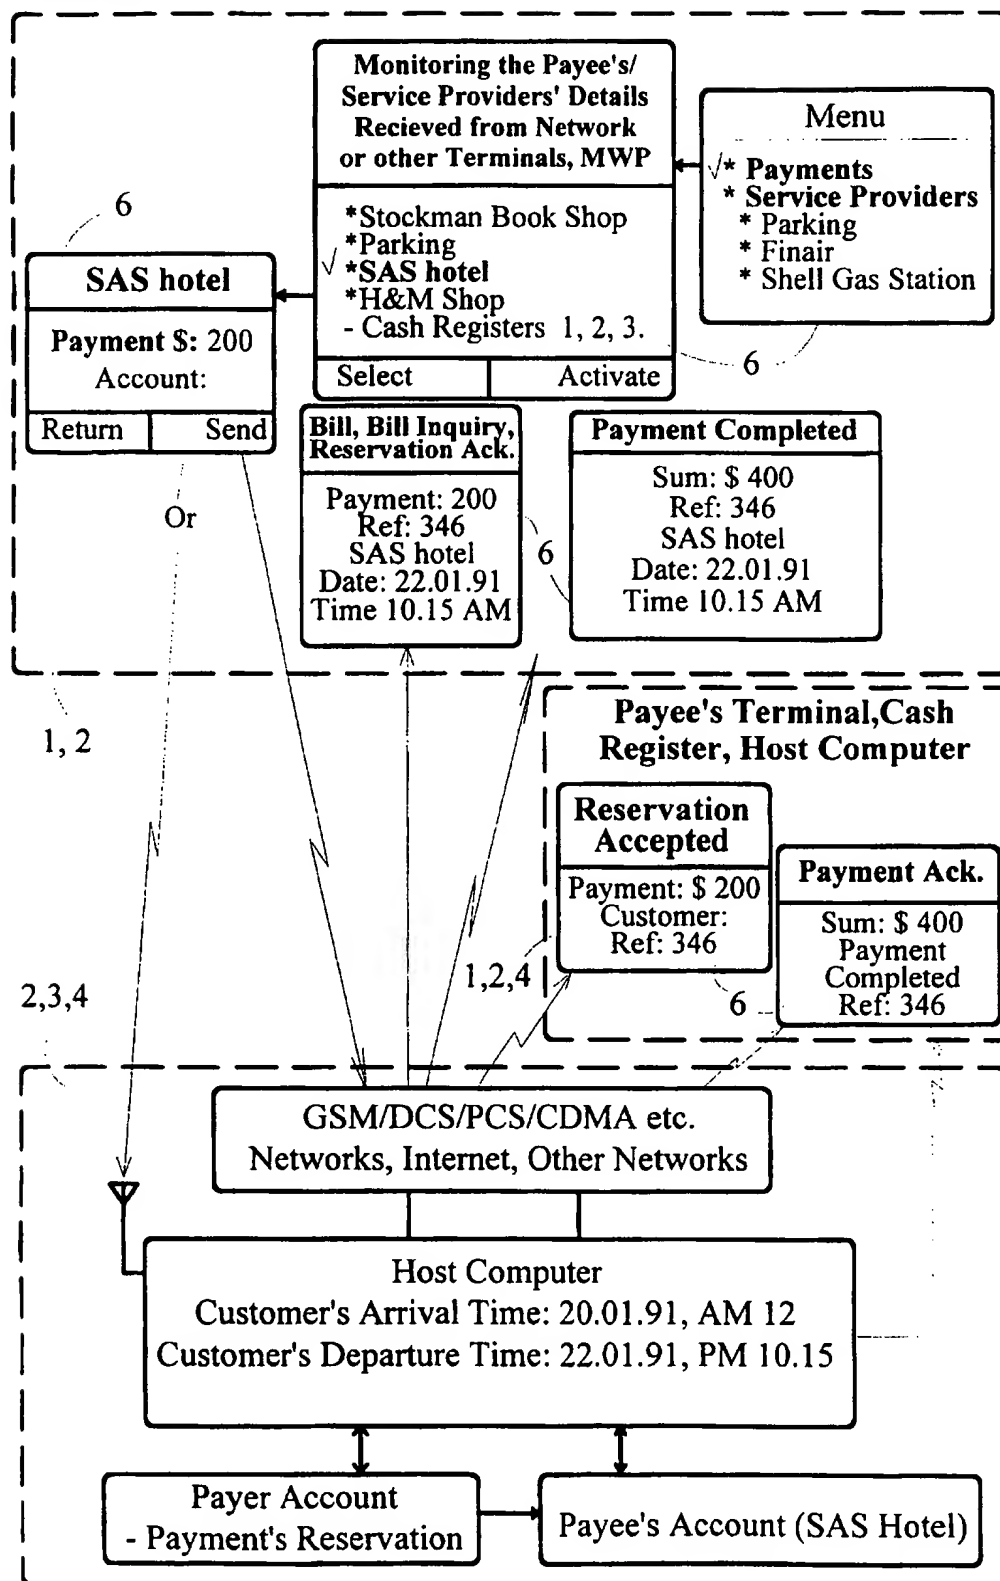 Monitoring the Payee's/
Service Providers' Details
Recieved from Network
or other Terminals, MWP
*Stockman Book Shop
*Parking
√ *SAS hotel
*H&M Shop
- Cash Registers 1, 2, 3.
Select Activate
Menu
√* Payments
* Service Providers
* Parking
* Finair
* Shell Gas Station
6
6
SAS hotel
Payment $: 200
Account:
Return Send
Or
Bill, Bill Inquiry,
Reservation Ack.
Payment: 200
Ref: 346
SAS hotel
Date: 22.01.91
Time 10.15 AM
6
Payment Completed
Sum: $ 400
Ref: 346
SAS hotel
Date: 22.01.91
Time 10.15 AM
1, 2
Payee's Terminal,Cash
Register, Host Computer
Reservation
Accepted
Payment: $ 200
Customer:
Ref: 346
Payment Ack.
Sum: $ 400
Payment
Completed
Ref: 346
1,2,4
6
2,3,4
GSM/DCS/PCS/CDMA etc.
Networks, Internet, Other Networks
Host Computer
Customer's Arrival Time: 20.01.91, AM 12
Customer's Departure Time: 22.01.91, PM 10.15
Payer Account
- Payment's Reservation
Payee's Account (SAS Hotel)